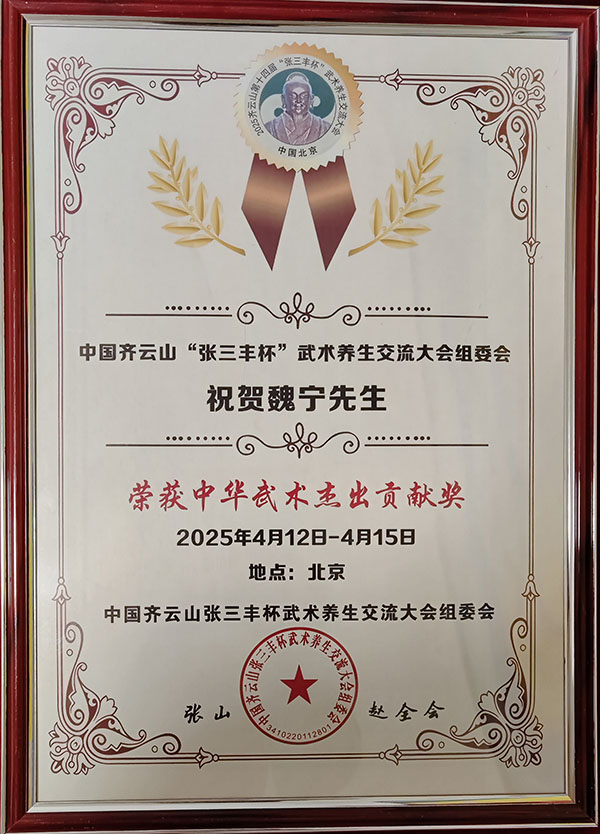 2025齐云山第十四届“张三丰杯”武术养生交流大会
中国北京
中国齐云山“张三丰杯”武术养生交流大会组委会
祝贺魏宁先生
荣获中华武术杰出贡献奖
2025年4月12日-4月15日
地点：北京
中国齐云山张三丰杯武术养生交流大会组委会
中国齐云山张三丰杯武术养生交流大会组委会
3410220112801
张山
赵全会